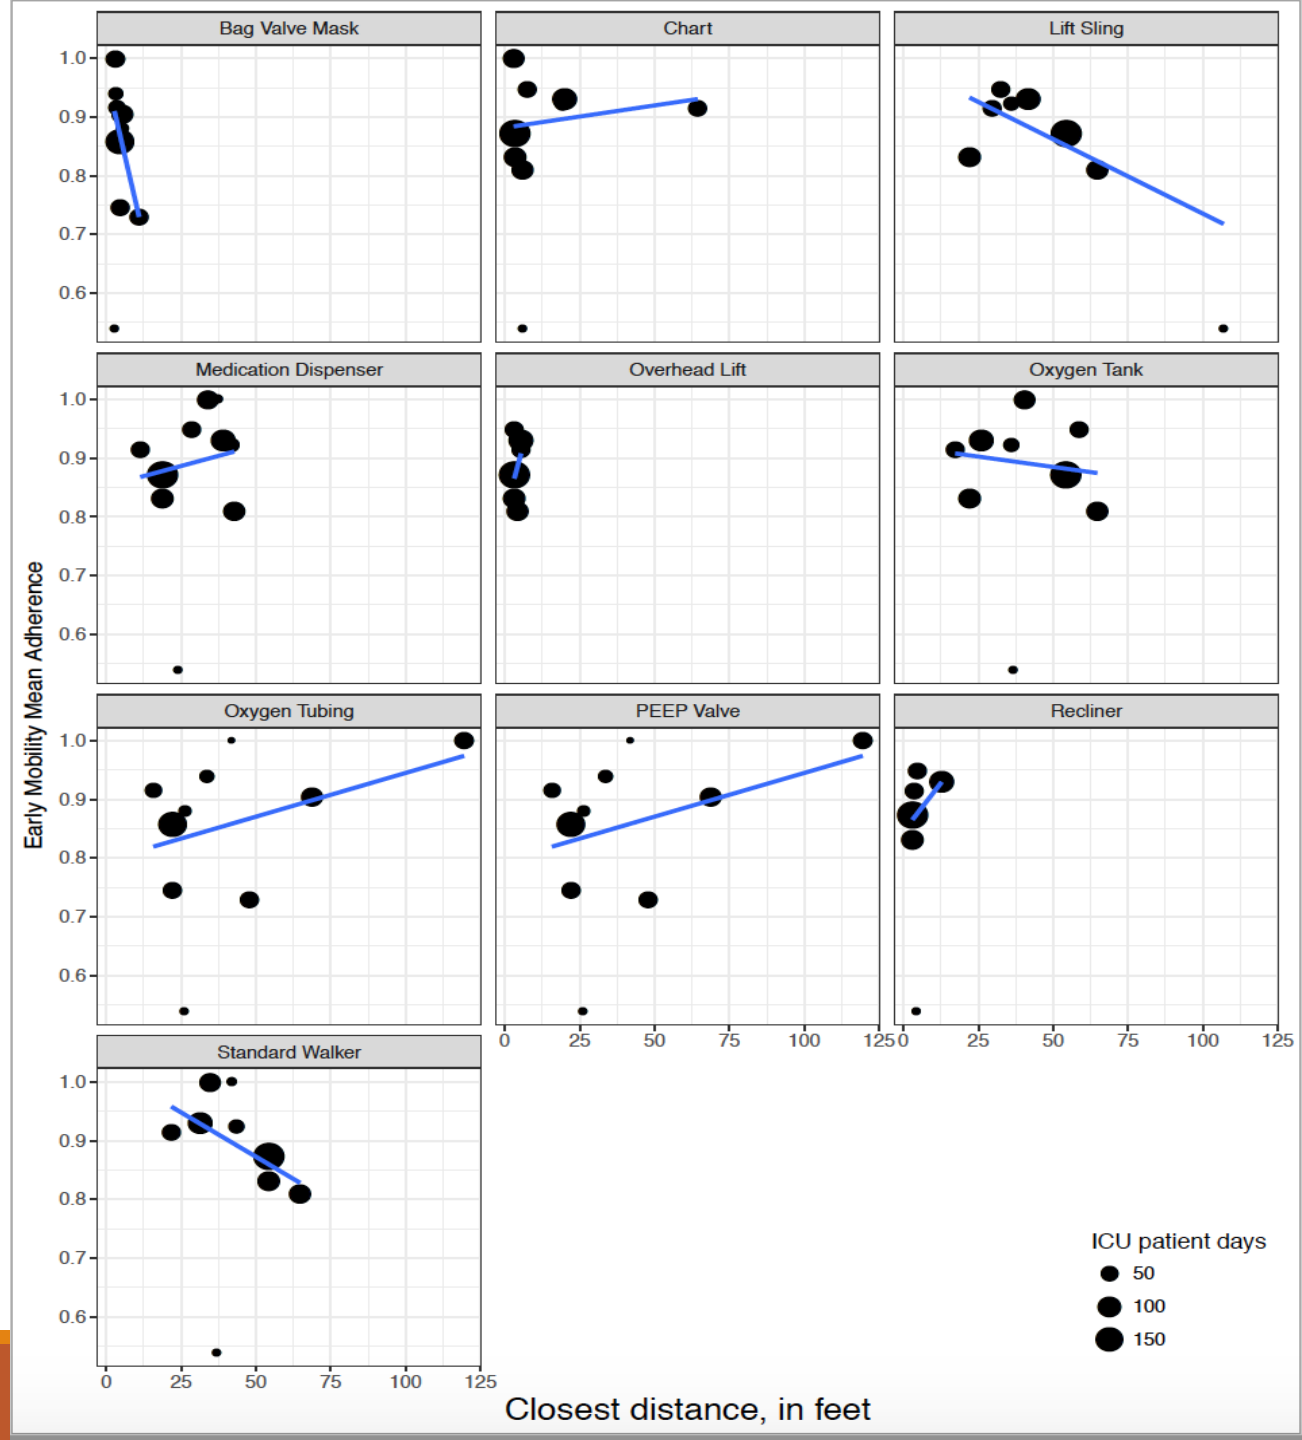 Bag Valve Mask Chart Lift Sling
1.0
0.9
0.8
0.7
0.6
Medication Dispenser Overhead Lift Oxygen Tank
1.0
0.9
0.8
0.7
0.6
Early Mobility Mean Adherence
Oxygen Tubing PEEP Valve Recliner
1.0
0.9
0.8
0.7
0.6
0 25 50 75 100 125 0 25 50 75 100 125
Standard Walker
1.0
0.9
0.8
0.7
0.6
0 25 50 75 100 125
ICU patient days
50
100
150
Closest distance, in feet